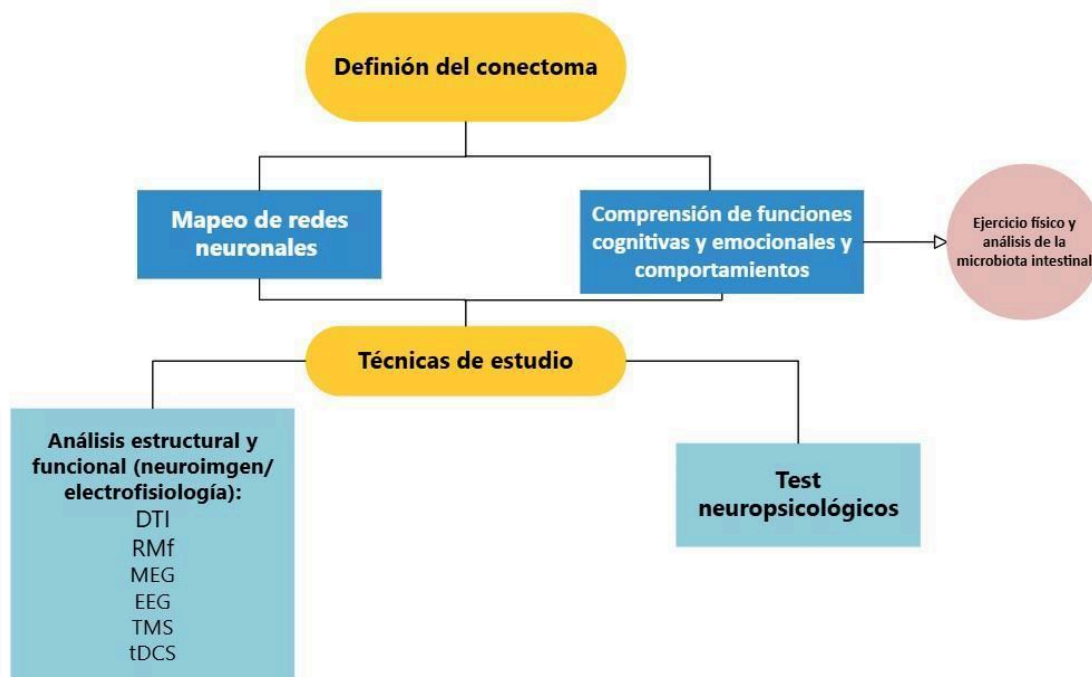 Definión del conectoma
Mapeo de redes
neuronales
Comprensión de funciones
cognitivas y emocionales y
comportamientos
Ejercicio físico y
análisis de la
microbiota intestinal
Técnicas de estudio
Análisis estructural y
funcional (neuroimgen/
electrofisiología):
DTI
RMf
MEG
EEG
TMS
tDCS
Test
neuropsicológicos